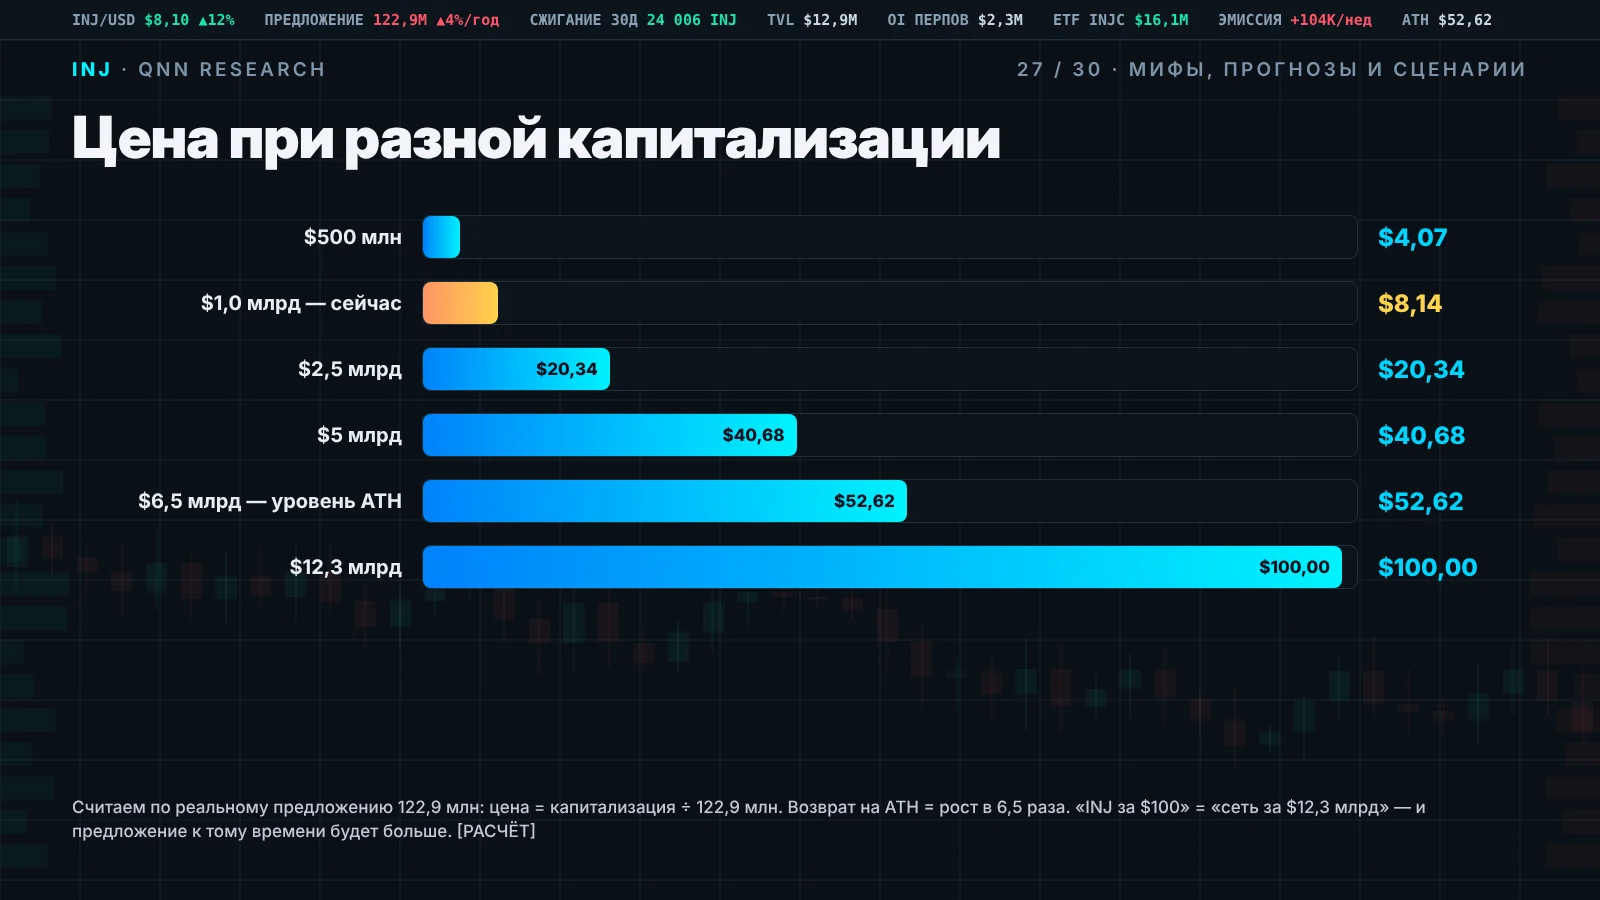 INJ/USD $8,10 ▲12% ПРЕДЛОЖЕНИЕ 122,9M ▲4%/год СЖИГАНИЕ 30Д 24 006 INJ TVL $12,9M OI ПЕРПОВ $2,3M ETF INJC $16,1M ЭМИССИЯ +104K/нед ATH $52,62
INJ · QNN RESEARCH
27 / 30 · МИФЫ, ПРОГНОЗЫ И СЦЕНАРИИ
Цена при разной капитализации
$500 млн $4,07
$1,0 млрд — сейчас $8,14
$2,5 млрд $20,34 $20,34
$5 млрд $40,68 $40,68
$6,5 млрд — уровень ATH $52,62 $52,62
$12,3 млрд $100,00 $100,00
Считаем по реальному предложению 122,9 млн: цена = капитализация ÷ 122,9 млн. Возврат на ATH = рост в 6,5 раза. «INJ за $100» = «сеть за $12,3 млрд» — и
предложение к тому времени будет больше. [РАСЧЁТ]